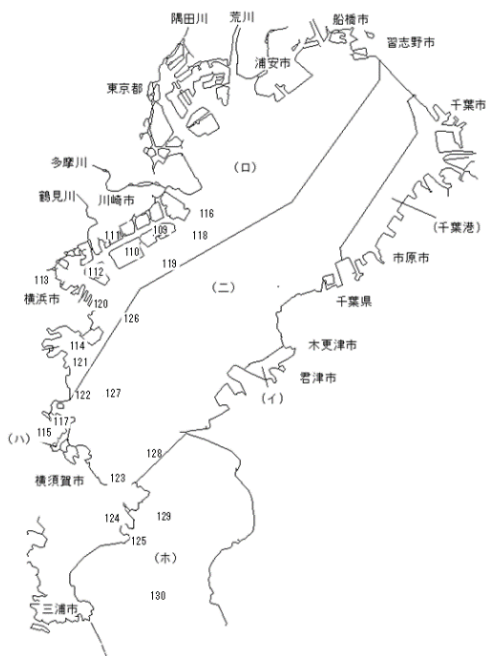 隅田川
荒川
船橋市
習志野市
浦安市
東京都
千葉市
多摩川
(ロ)
鶴見川
川崎市
116
(千葉港)
111
109
118
110
119
市原市
113
112
(ニ)
横浜市
120
千葉県
126
114
木更津市
121
君津市
122
127
(イ)
117
115
(ハ)
128
横須賀市
123
124
129
125
(ホ)
130
三浦市